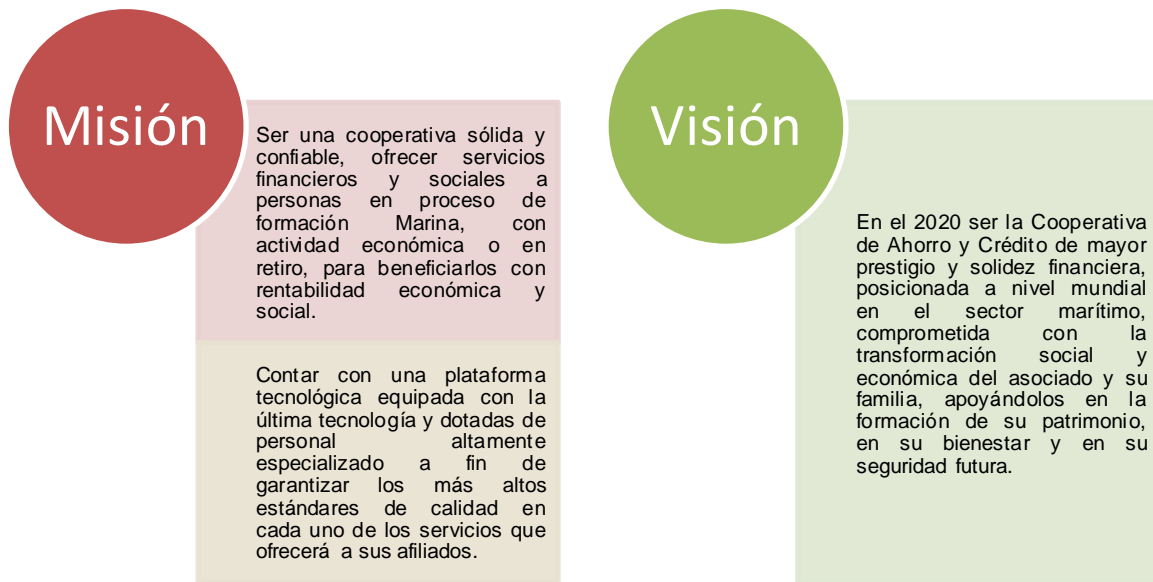 Misión
Ser una cooperativa sólida y
confiable, ofrecer servicios
financieros y sociales a
personas en proceso de
formación Marina, con
actividad económica o en
retiro, para beneficiarlos con
rentabilidad económica y
social.
Contar con una plataforma
tecnológica equipada con la
última tecnología y dotadas de
personal altamente
especializado a fin de
garantizar los más altos
estándares de calidad en
cada uno de los servicios que
ofrecerá a sus afiliados.
Visión
En el 2020 ser la Cooperativa
de Ahorro y Crédito de mayor
prestigio y solidez financiera,
posicionada a nivel mundial
en el sector marítimo,
comprometida con la
transformación social y
económica del asociado y su
familia, apoyándolos en la
formación de su patrimonio,
en su bienestar y en su
seguridad futura.